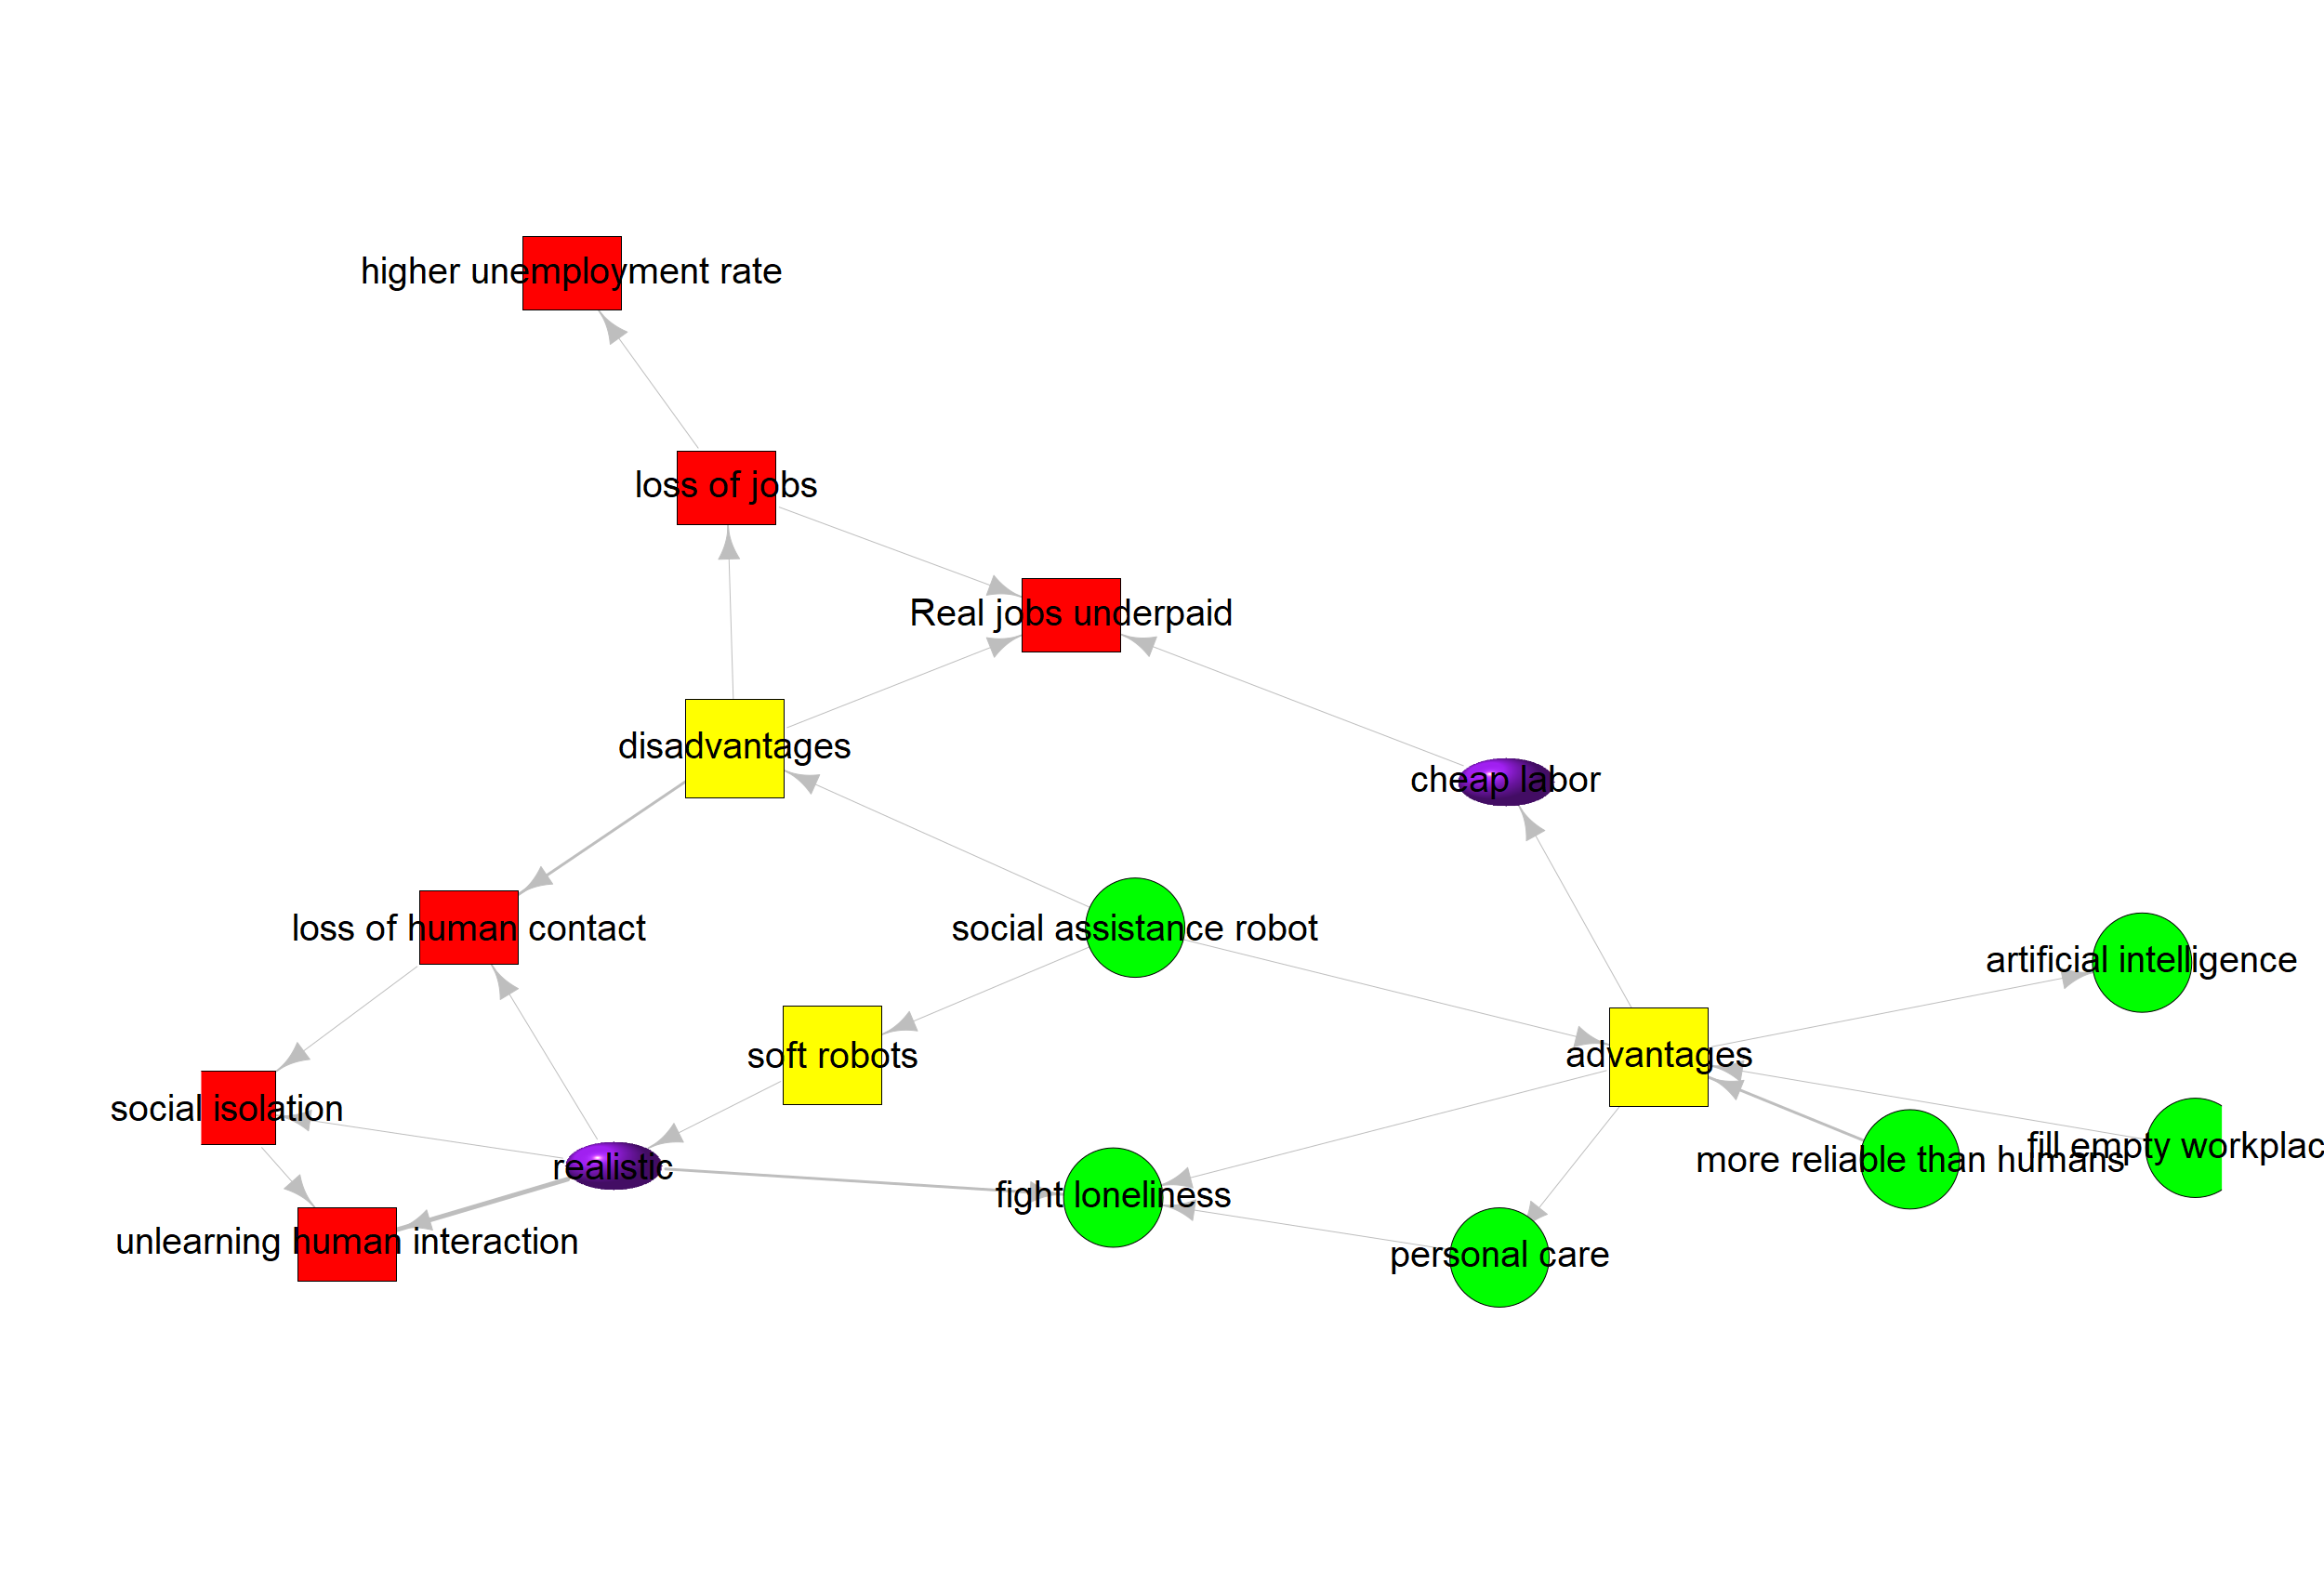 higher unemployment rate
loss of jobs
Real jobs underpaid
disadvantages
cheap labor
loss of human contact
social assistance robot
artificial intelligence
soft robots
advantages
social isolation
realistic
fill empty workplac
more reliable than humans
fight loneliness
unlearning human interaction
personal care